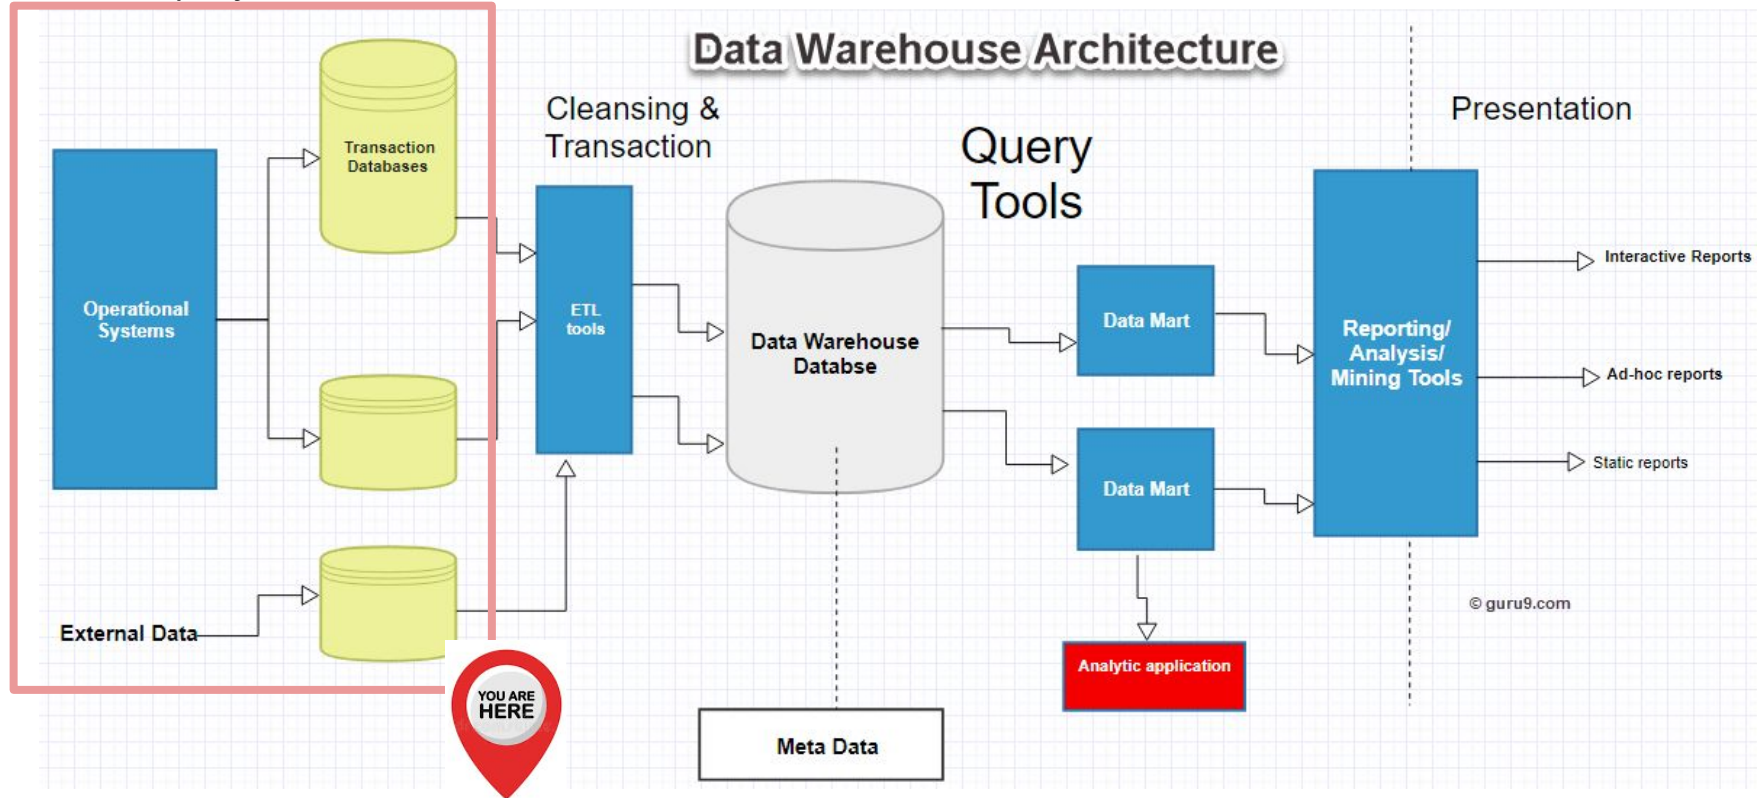 Data Warehouse Architecture
Cleansing &
Transaction
Query
Tools
Presentation
Transaction
Databases
Operational
Systems
ETL
tools
Data Warehouse
Databse
Data Mart
Data Mart
Reporting/
Analysis/
Mining Tools
Interactive Reports
Ad-hoc reports
Static reports
© guru9.com
External Data
Analytic application
YOU ARE
HERE
Meta Data